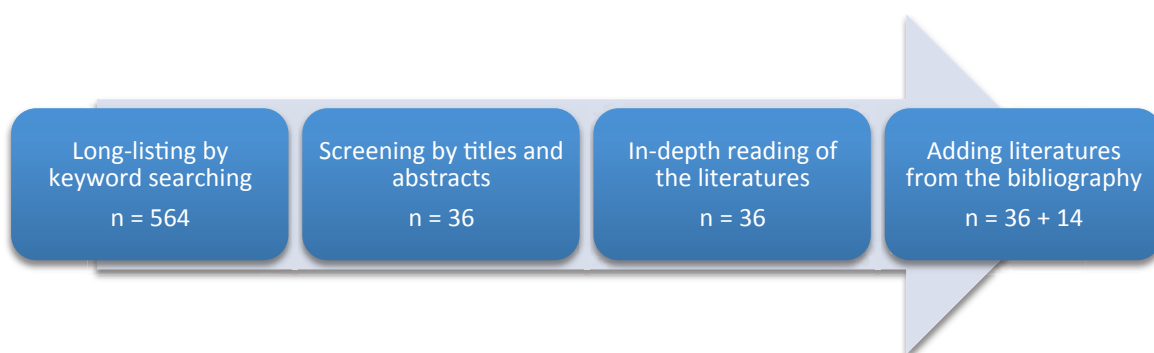 Long-listing by
keyword searching
n = 564
Screening by titles and
abstracts
n = 36
In-depth reading of
the literatures
n = 36
Adding literatures
from the bibliography
n = 36 + 14